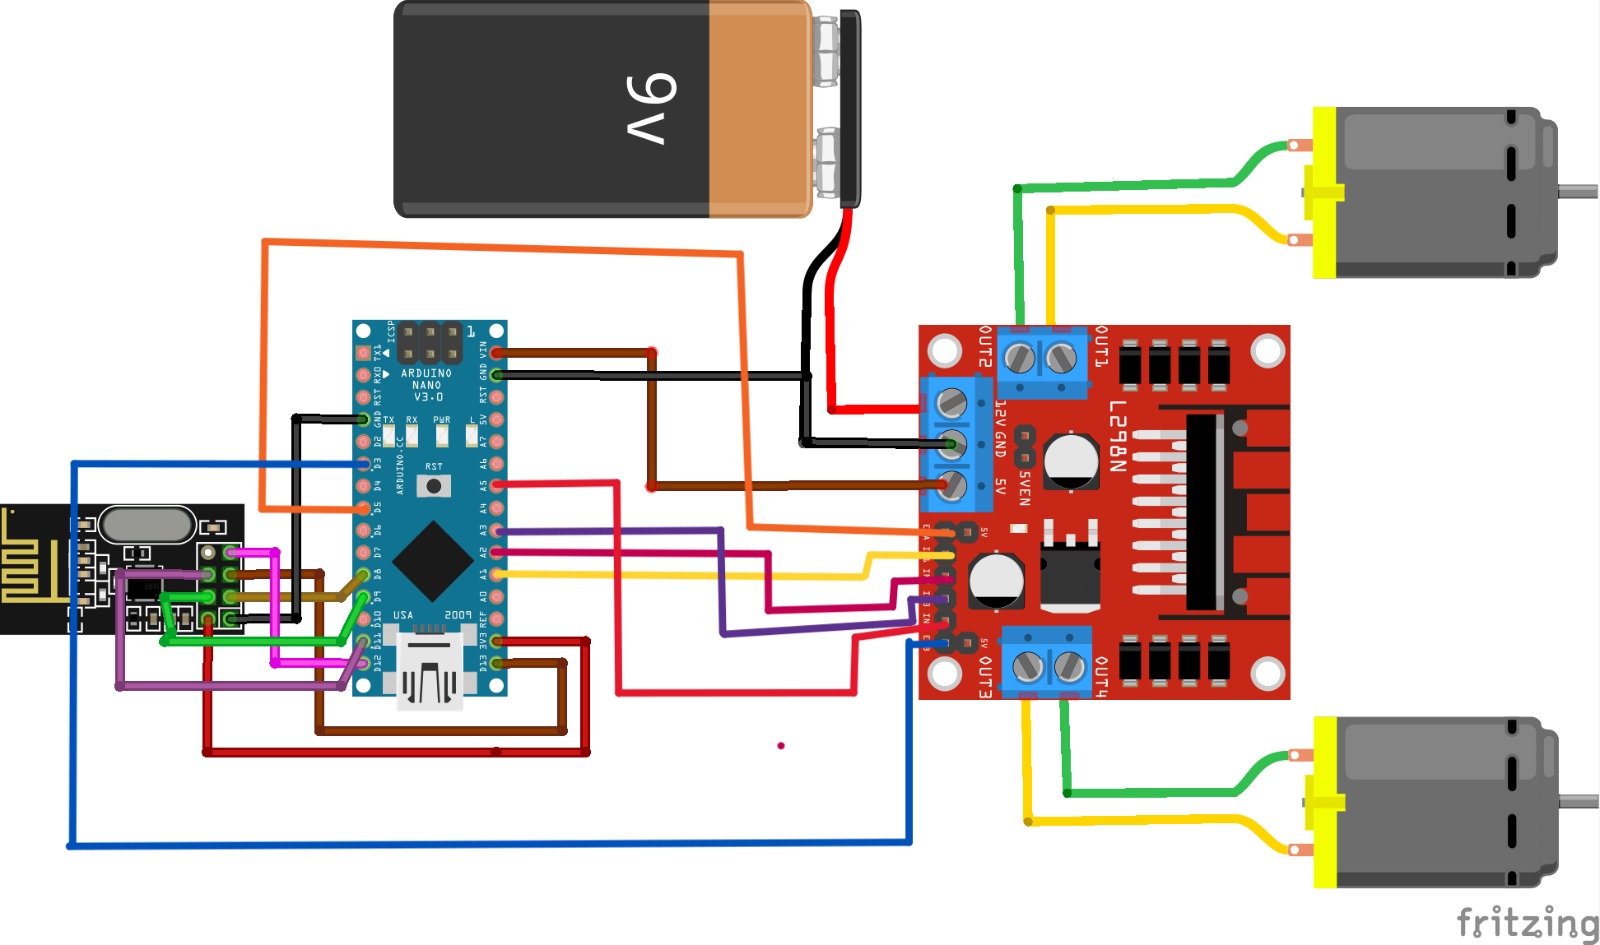 9v
ICSP
1
TX1
RX0
RST
GND
D2
D3
D4
D5
D6
D7
D8
D9
D10
D11
D12
ARDUINO
NANO
V3.0
TX
RX
PWR
L
RST
ARDUINO.CC
USA
2009
VIN
GND
RST
5V
A7
A6
A5
A4
A3
A2
A1
A0
REF
3V3
D13
OUT2
OUT1
12V
GND
5V
5VEN
L298N
5V
5V
OUT3
OUT4
fritzing